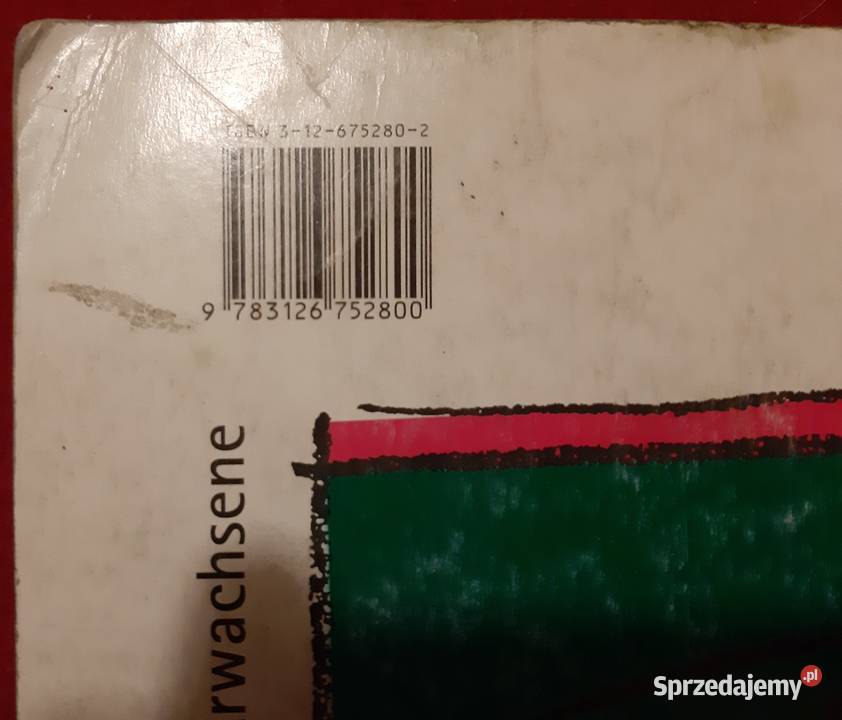 ISBN 3-12-675280-2
9 783126 752800
rwachsene
Sprzedajemy.pl